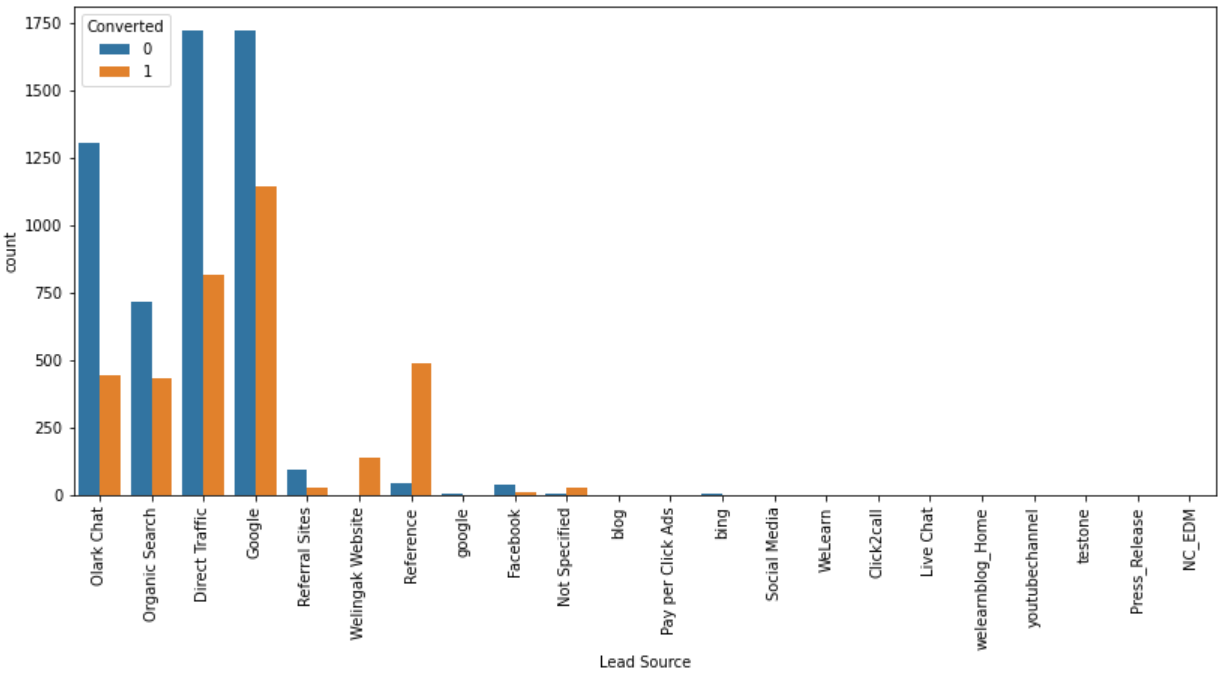 Converted
0
1
1750
1500
1250
1000
750
500
250
0
count
Olark Chat
Organic Search
Direct Traffic
Google
Referral Sites
Welingak Website
Reference
google
Facebook
Not Specified
blog
Pay per Click Ads
bing
Social Media
WeLearn
Click2call
Live Chat
welearnblog_Home
youtubechannel
testone
Press_Release
NC_EDM
Lead Source